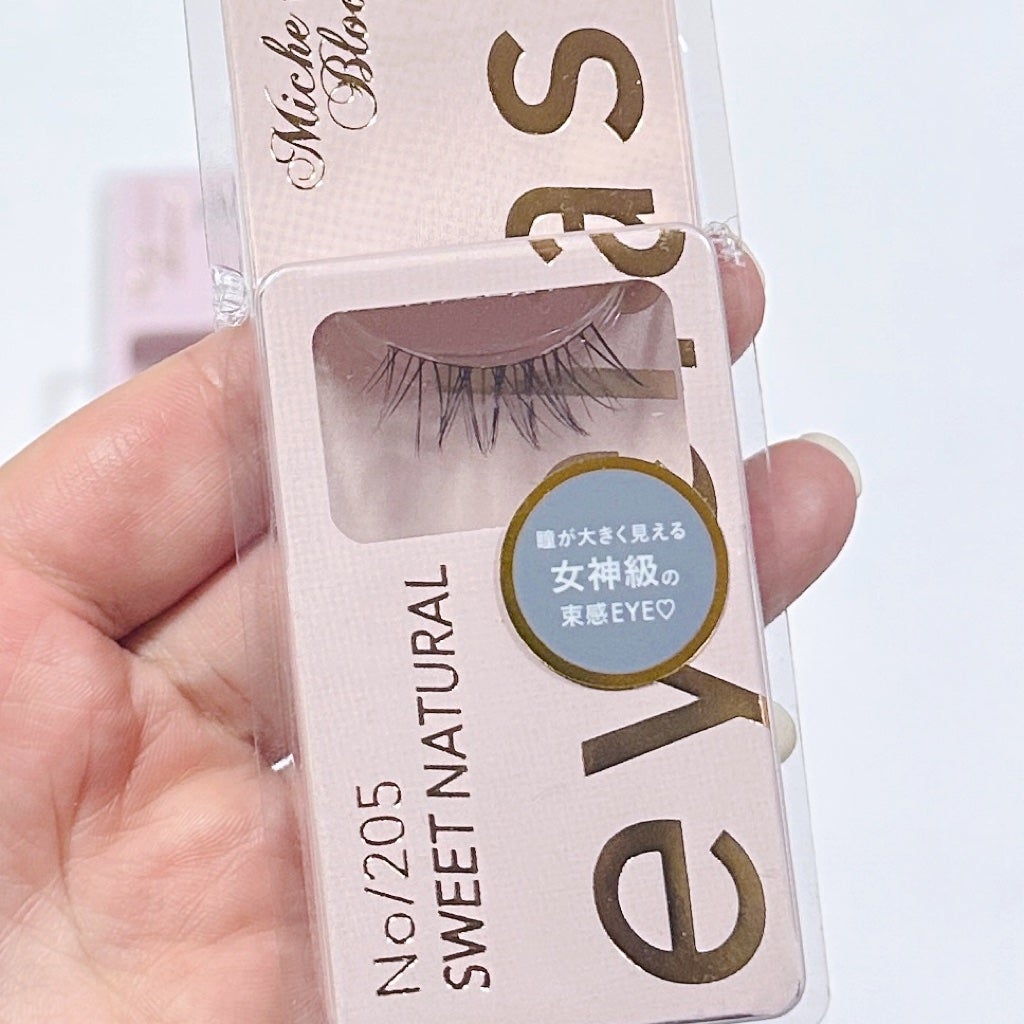 Miche
Bloo
eyelas
瞳が大きく見える
女神級の
束感EYE♡
No/205
SWEET NATURAL